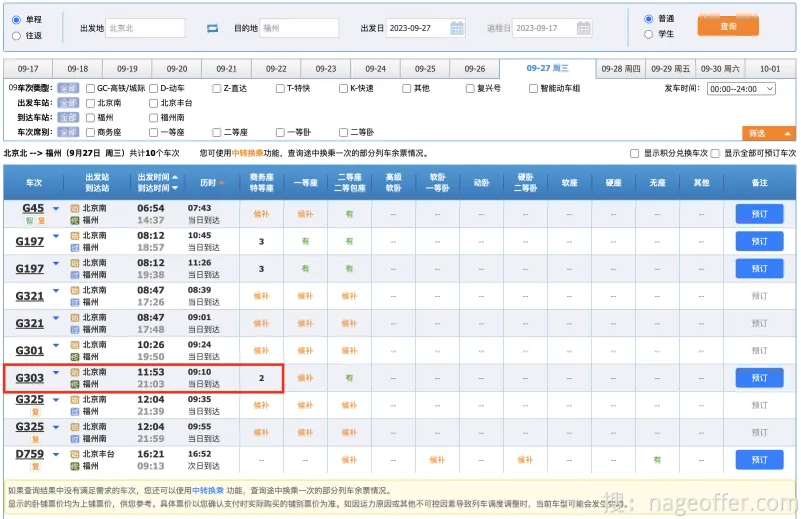 单程
往返
出发地 北京北 目的地 福州 出发日 2023-09-27 返程日 2023-09-17 普通 学生 查询
09-17 09-18 09-19 09-20 09-21 09-22 09-23 09-24 09-25 09-26 09-27 周三 09-28 周四 09-29 周五 09-30 周六 10-01
车次类型: 全部 GC-高铁/城际 D-动车 Z-直达 T-特快 K-快速 其他 复兴号 智能动车组 发车时间: 00:00--24:00
出发车站: 全部 北京南 北京丰台
到达车站: 全部 福州 福州南
车次席别: 全部 商务座 一等座 二等座 一等卧 二等卧 筛选
北京北 --> 福州（9月27日 周三）共计10个车次 您可使用中转换乘功能，查询途中换乘一次的部分列车余票情况。 显示积分兑换车次 显示全部可预订车次
车次 出发站 出发时间 历时 商务座 一等座 二等座 高级 软卧 动卧 硬卧 软座 硬座 无座 其他 备注
到达站 到达时间 特等座 二等包座 软卧 一等卧 二等卧
G45 始 北京南 06:54 07:43 候补 候补 有 -- -- -- -- -- -- -- -- 预订
智 复 终 福州 14:37 当日到达
G197 始 北京南 08:12 10:45 3 有 有 -- -- -- -- -- -- -- -- 预订
过 福州 18:57 当日到达
G197 始 北京南 08:12 11:26 3 有 有 -- -- -- -- -- -- -- -- 预订
过 福州南 19:38 当日到达
G321 始 北京南 08:47 08:39 候补 候补 候补 -- -- -- -- -- -- -- -- 预订
过 福州 17:26 当日到达
G321 始 北京南 08:47 09:01 候补 候补 候补 -- -- -- -- -- -- -- -- 预订
过 福州南 17:48 当日到达
G301 始 北京南 10:26 09:24 候补 候补 候补 -- -- -- -- -- -- -- -- 预订
终 福州 19:50 当日到达
G303 始 北京南 11:53 09:10 2 候补 有 -- -- -- -- -- -- -- -- 预订
终 福州 21:03 当日到达
G325 始 北京南 12:04 09:35 候补 候补 候补 -- -- -- -- -- -- -- -- 预订
复 过 福州 21:39 当日到达
G325 始 北京南 12:04 09:55 候补 候补 候补 -- -- -- -- -- -- -- -- 预订
复 过 福州南 21:59 当日到达
D759 始 北京丰台 16:21 16:52 -- -- 候补 -- 候补 -- 候补 -- -- 有 -- 预订
复 终 福州 09:13 次日到达
如果查询结果中没有满足需求的车次，您还可以使用中转换乘 功能，查询途中换乘一次的部分列车余票情况。
显示的卧铺票价均为上铺票价，供您参考。具体票价以您确认支付时实际购买的铺别票价为准。如因运力原因或其他不可控因素导致列车调度调整时，当前车型可能会发生变动。
搜：nageoffer.com